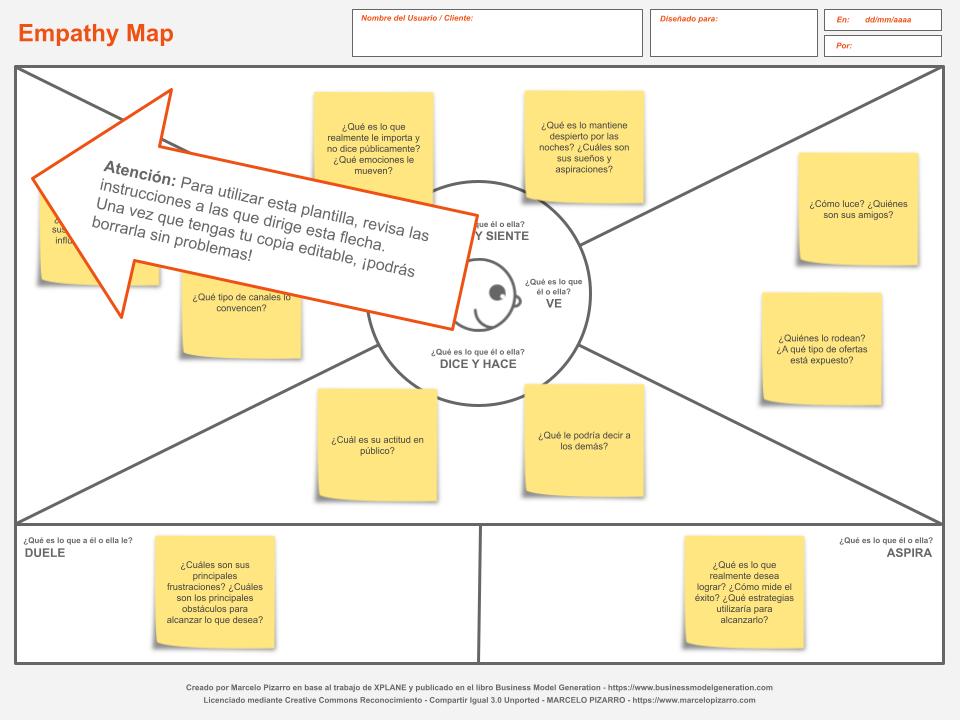 Empathy Map
Nombre del Usuario / Cliente:
Diseñado para:
En: dd/mm/aaaa
Por:
¿Qué es lo que
realmente le importa y
no dice públicamente?
¿Qué emociones le
mueven?
¿Qué es lo mantiene
despierto por las
noches? ¿Cuáles son
sus sueños y
aspiraciones?
¿Cómo luce? ¿Quiénes
son sus amigos?
Atención: Para utilizar esta plantilla, revisa las
instrucciones a las que dirige esta flecha.
Una vez que tengas tu copia editable, ¡podrás
borrarla sin problemas!
que él o ella?
Y SIENTE
¿Qué es lo que
él o ella?
VE
¿Qué tipo de canales lo
convencen?
¿Quiénes lo rodean?
¿A qué tipo de ofertas
está expuesto?
¿Qué es lo que él o ella?
DICE Y HACE
¿Cuál es su actitud en
público?
¿Qué le podría decir a
los demás?
¿Qué es lo que a él o ella le?
DUELE
¿Cuáles son sus
principales
frustraciones? ¿Cuáles
son los principales
obstáculos para
alcanzar lo que desea?
¿Qué es lo que
realmente desea
lograr? ¿Cómo mide el
éxito? ¿Qué estrategias
utilizaría para
alcanzarlo?
¿Qué es lo que él o ella?
ASPIRA
Creado por Marcelo Pizarro en base al trabajo de XPLANE y publicado en el libro Business Model Generation - https://www.businessmodelgeneration.com
Licenciado mediante Creative Commons Reconocimiento - Compartir Igual 3.0 Unported - MARCELO PIZARRO - https://www.marcelopizarro.com